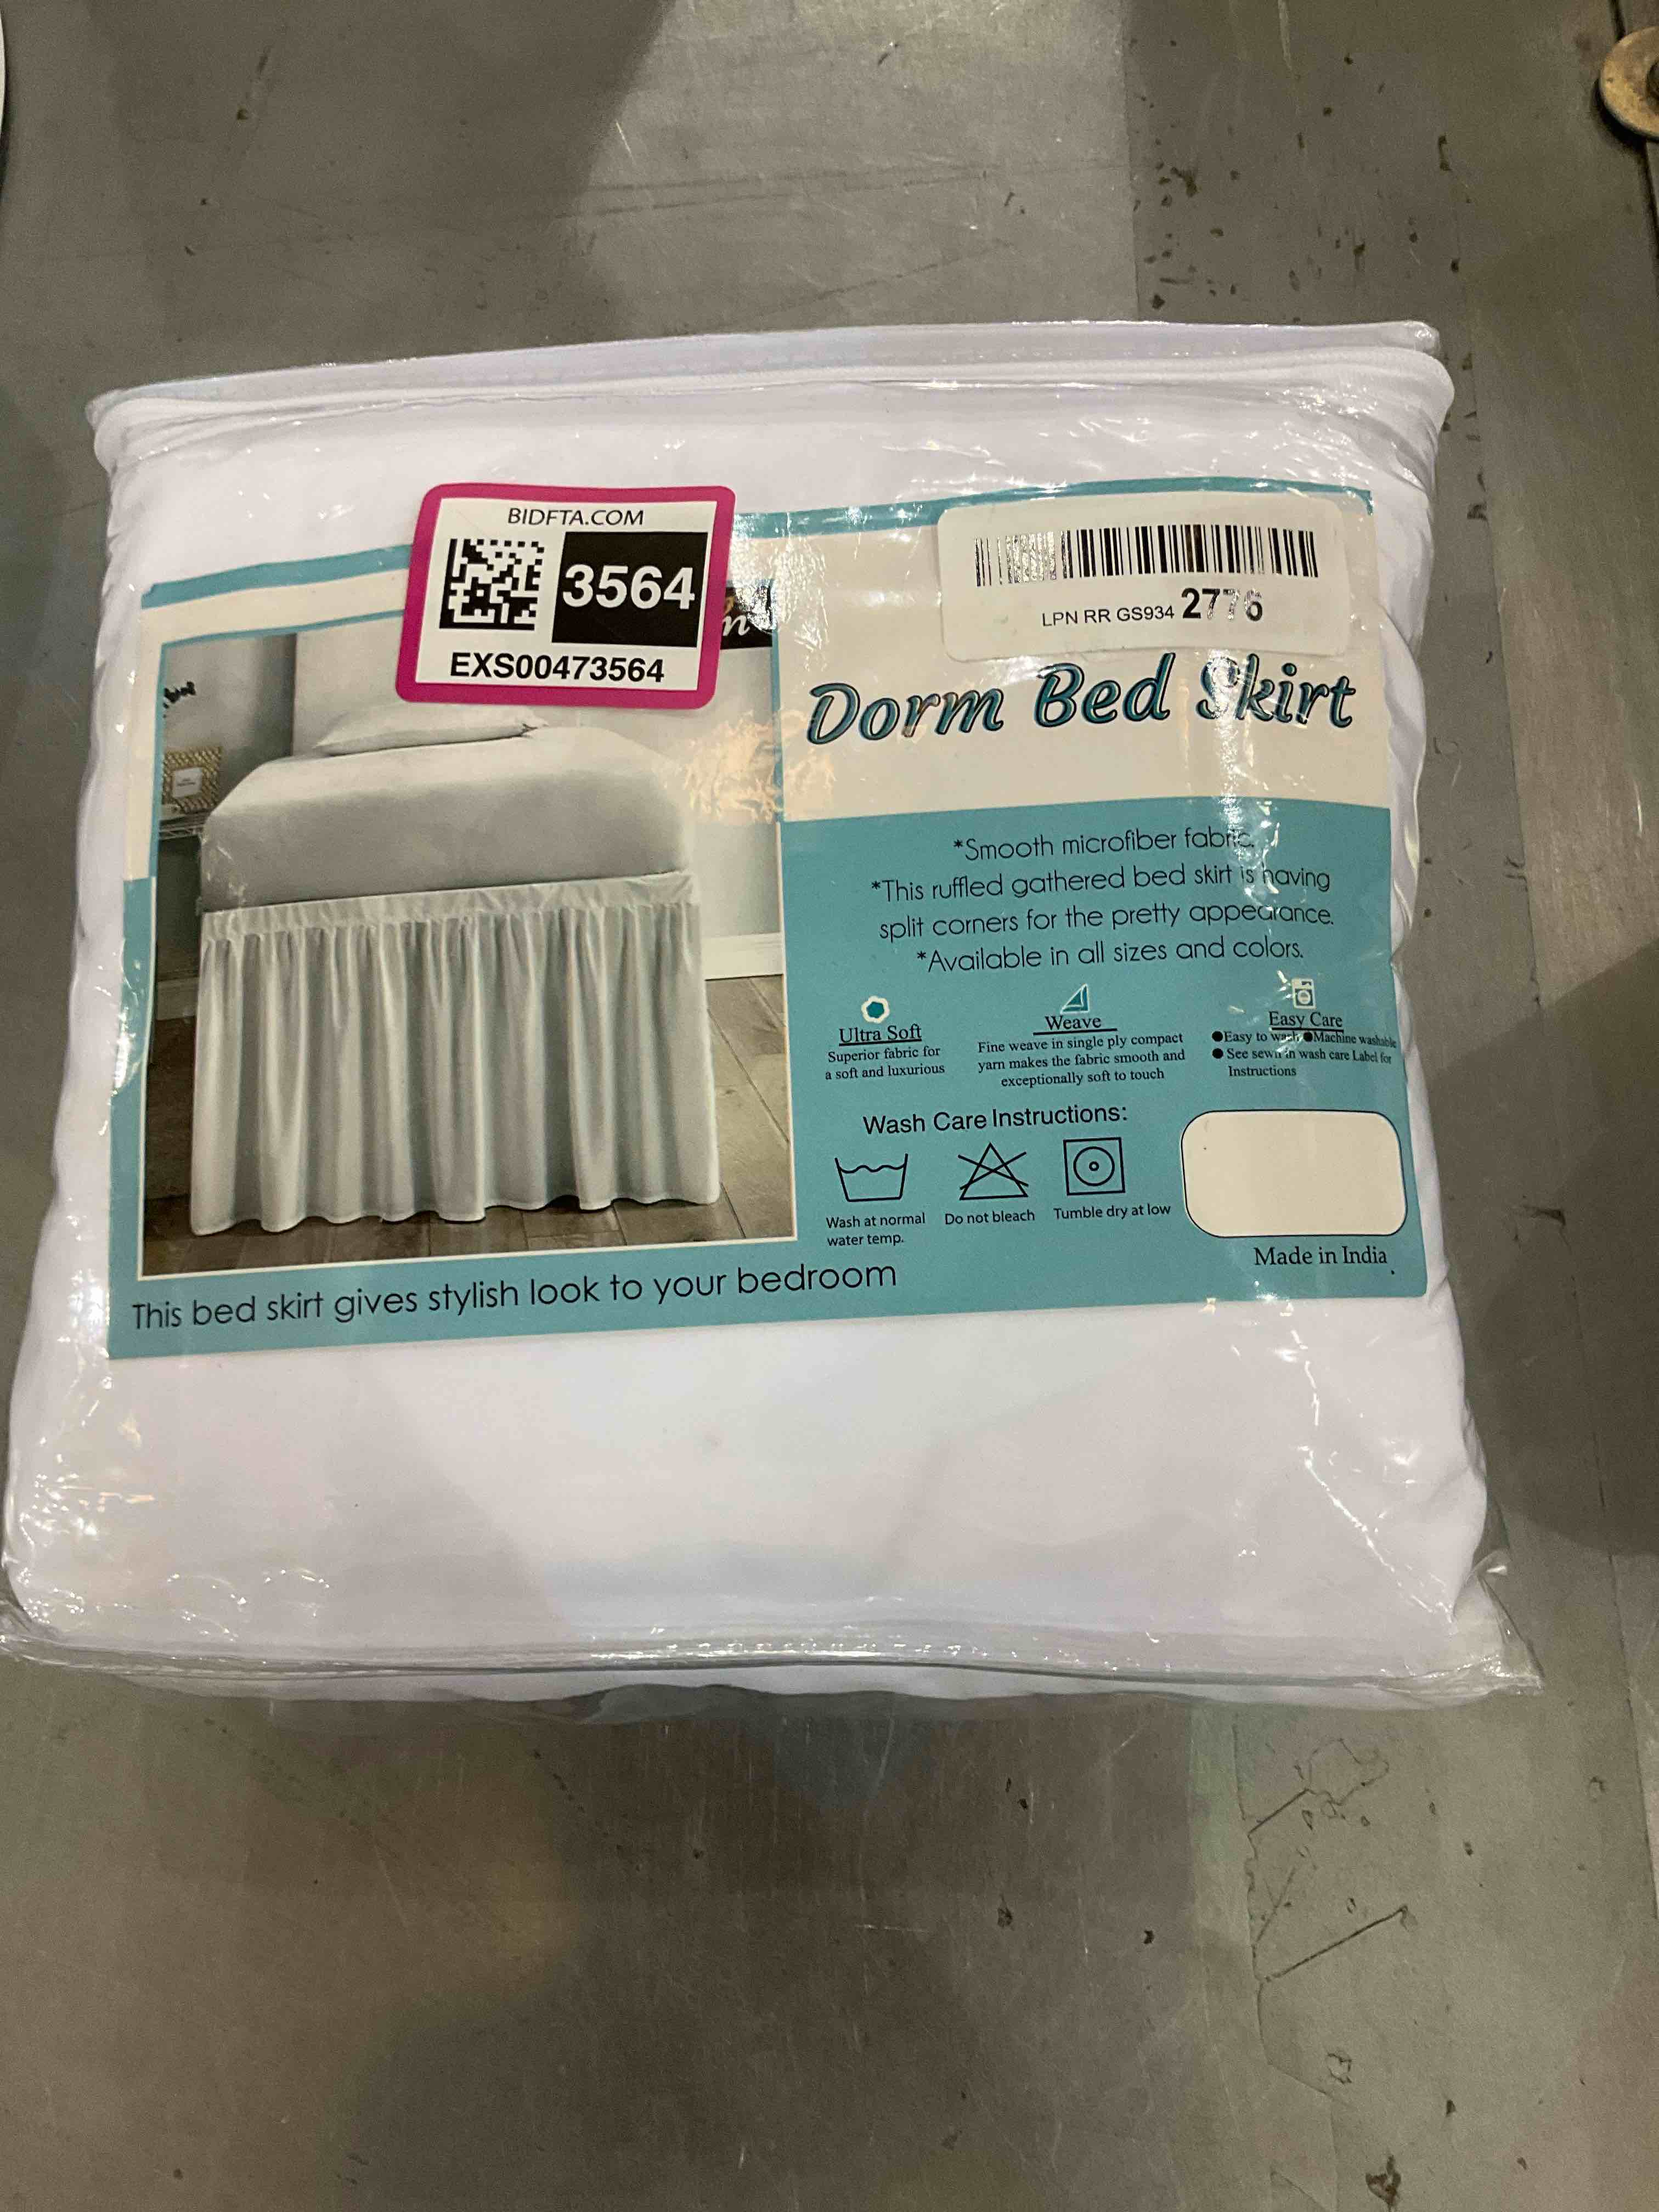 BIDFTA.COM
3564
EXS00473564
LPN RR GS934 2776
Dorm Bed Skirt
*Smooth microfiber fabric.
*This ruffled gathered bed skirt is having
split corners for the pretty appearance.
*Available in all sizes and colors.
Ultra Soft
Superior fabric for
a soft and luxurious
Weave
Fine weave in single ply compact
yarn makes the fabric smooth and
exceptionally soft to touch
Easy Care
●Easy to wash ●Machine washable
● See sewn in wash care Label for
Instructions
Wash Care Instructions:
Wash at normal
water temp.
Do not bleach
Tumble dry at low
Made in India
This bed skirt gives stylish look to your bedroom